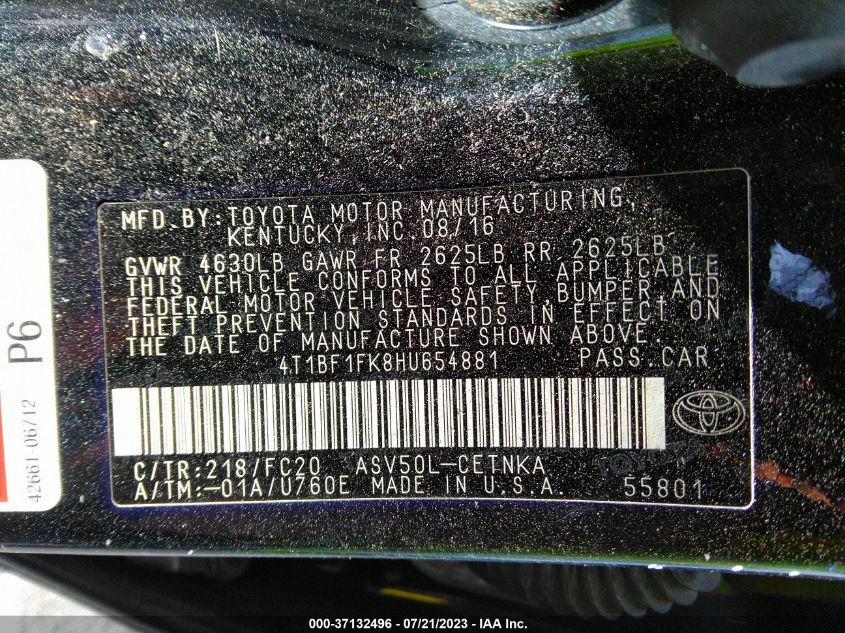 MFD. BY: TOYOTA MOTOR MANUFACTURING,
KENTUCKY, INC. 08/16
GVWR 4630LB GAWR FR 2625LB RR 2625LB
THIS VEHICLE CONFORMS TO ALL APPLICABLE
FEDERAL MOTOR VEHICLE SAFETY, BUMPER, AND
THEFT PREVENTION STANDARDS IN EFFECT ON
THE DATE OF MANUFACTURE SHOWN ABOVE.
4T1BF1FK8HU654881 PASS. CAR
C/TR: 218/FC20 ASV50L-CETNKA
A/TM: -01A/U760E MADE IN U.S.A. 55801
P6
42661-06712
000-37132496 - 07/21/2023 - IAA Inc.